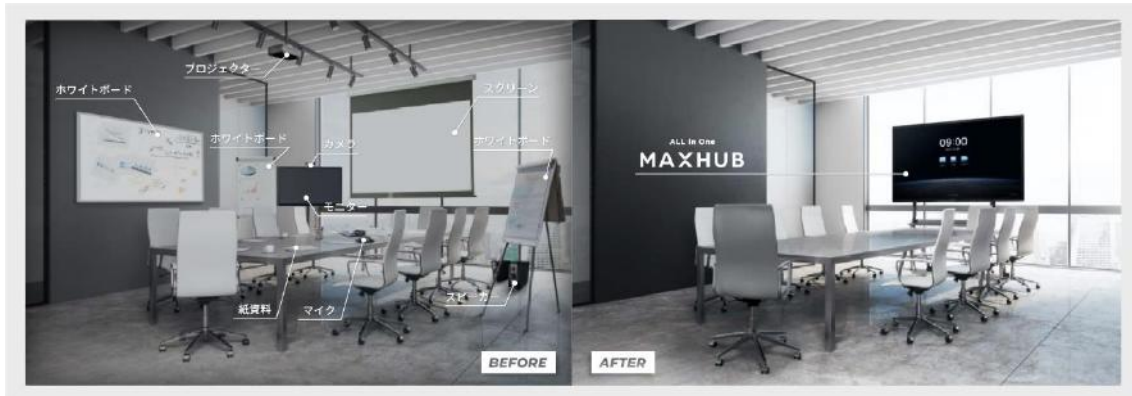 プロジェクター
ホワイトボード
スクリーン
ホワイトボード
カメラ
ホワイトボード
モニター
紙資料
マイク
スピーカ
BEFORE
ALL in One
MAXHUB
09:00
AFTER